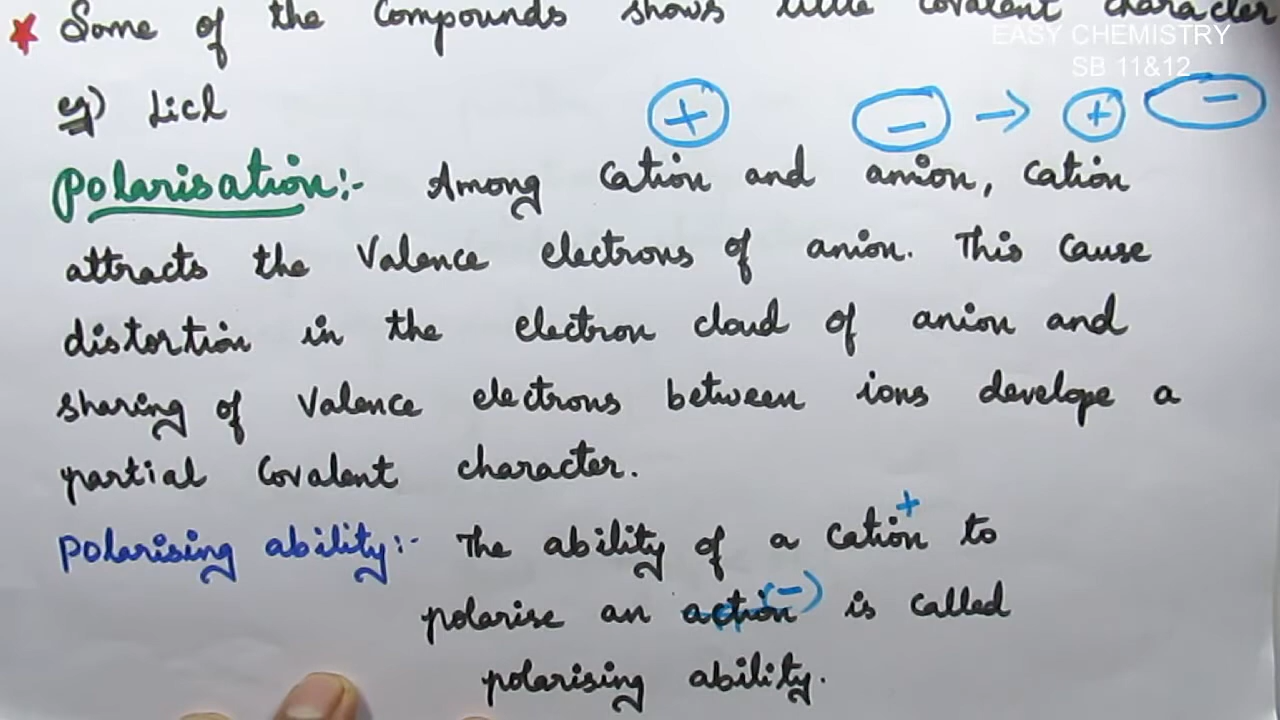 * Some of the Compounds shows little covalent character
EASY CHEMISTRY
SB 11&12
eg) Licl
+ - → + -
Polarisation:- Among Cation and anion, Cation
attracts the Valence electrons of anion. This Cause
distortion in the electron cloud of anion and
sharing of Valence electrons between ions develope a
partial Covalent character.
Polarising ability:- The ability of a Cation to
+
polarise an action (-) is called
polarising ability.